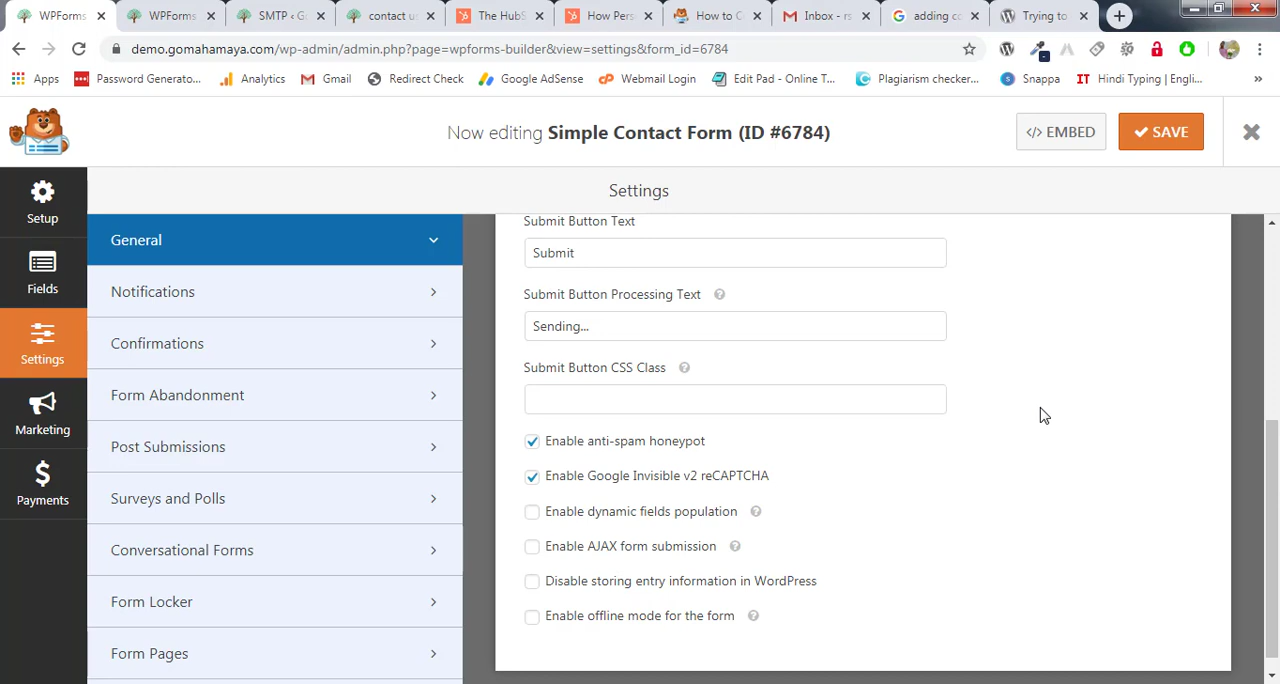 WPForms
WPForms
SMTP ‹ G
contact u
The HubS
How Pers
How to C
Inbox - rs
adding co
Trying to
demo.gomahamaya.com/wp-admin/admin.php?page=wpforms-builder&view=settings&form_id=6784
Apps
Password Generato...
Analytics
Gmail
Redirect Check
Google AdSense
Webmail Login
Edit Pad - Online T...
Plagiarism checker...
Snappa
IT Hindi Typing | Engli...
Now editing Simple Contact Form (ID #6784)
</> EMBED
SAVE
Settings
Setup
Fields
Settings
Marketing
Payments
General
Notifications
Confirmations
Form Abandonment
Post Submissions
Surveys and Polls
Conversational Forms
Form Locker
Form Pages
Submit Button Text
Submit
Submit Button Processing Text
Sending...
Submit Button CSS Class
Enable anti-spam honeypot
Enable Google Invisible v2 reCAPTCHA
Enable dynamic fields population
Enable AJAX form submission
Disable storing entry information in WordPress
Enable offline mode for the form